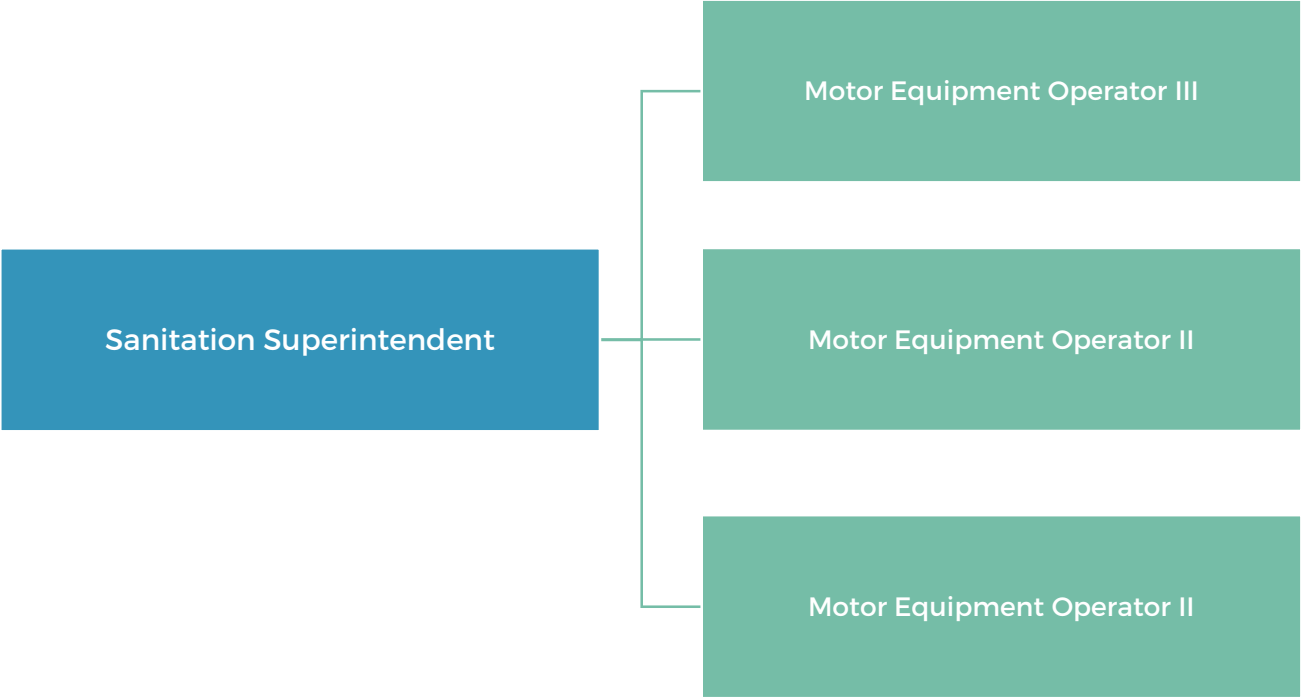 Motor Equipment Operator III
Sanitation Superintendent
Motor Equipment Operator II
Motor Equipment Operator II